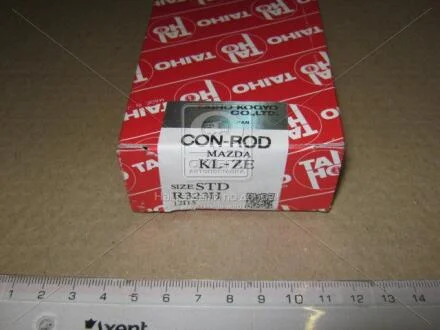 TAIHO
TAIHO KOGYO
CO., LTD.
CON-ROD
MAZDA
KL-ZE
SIZE STD
R323H
1 2 3 4 5 6 7 8 9 10 11 12 13 14
Axent